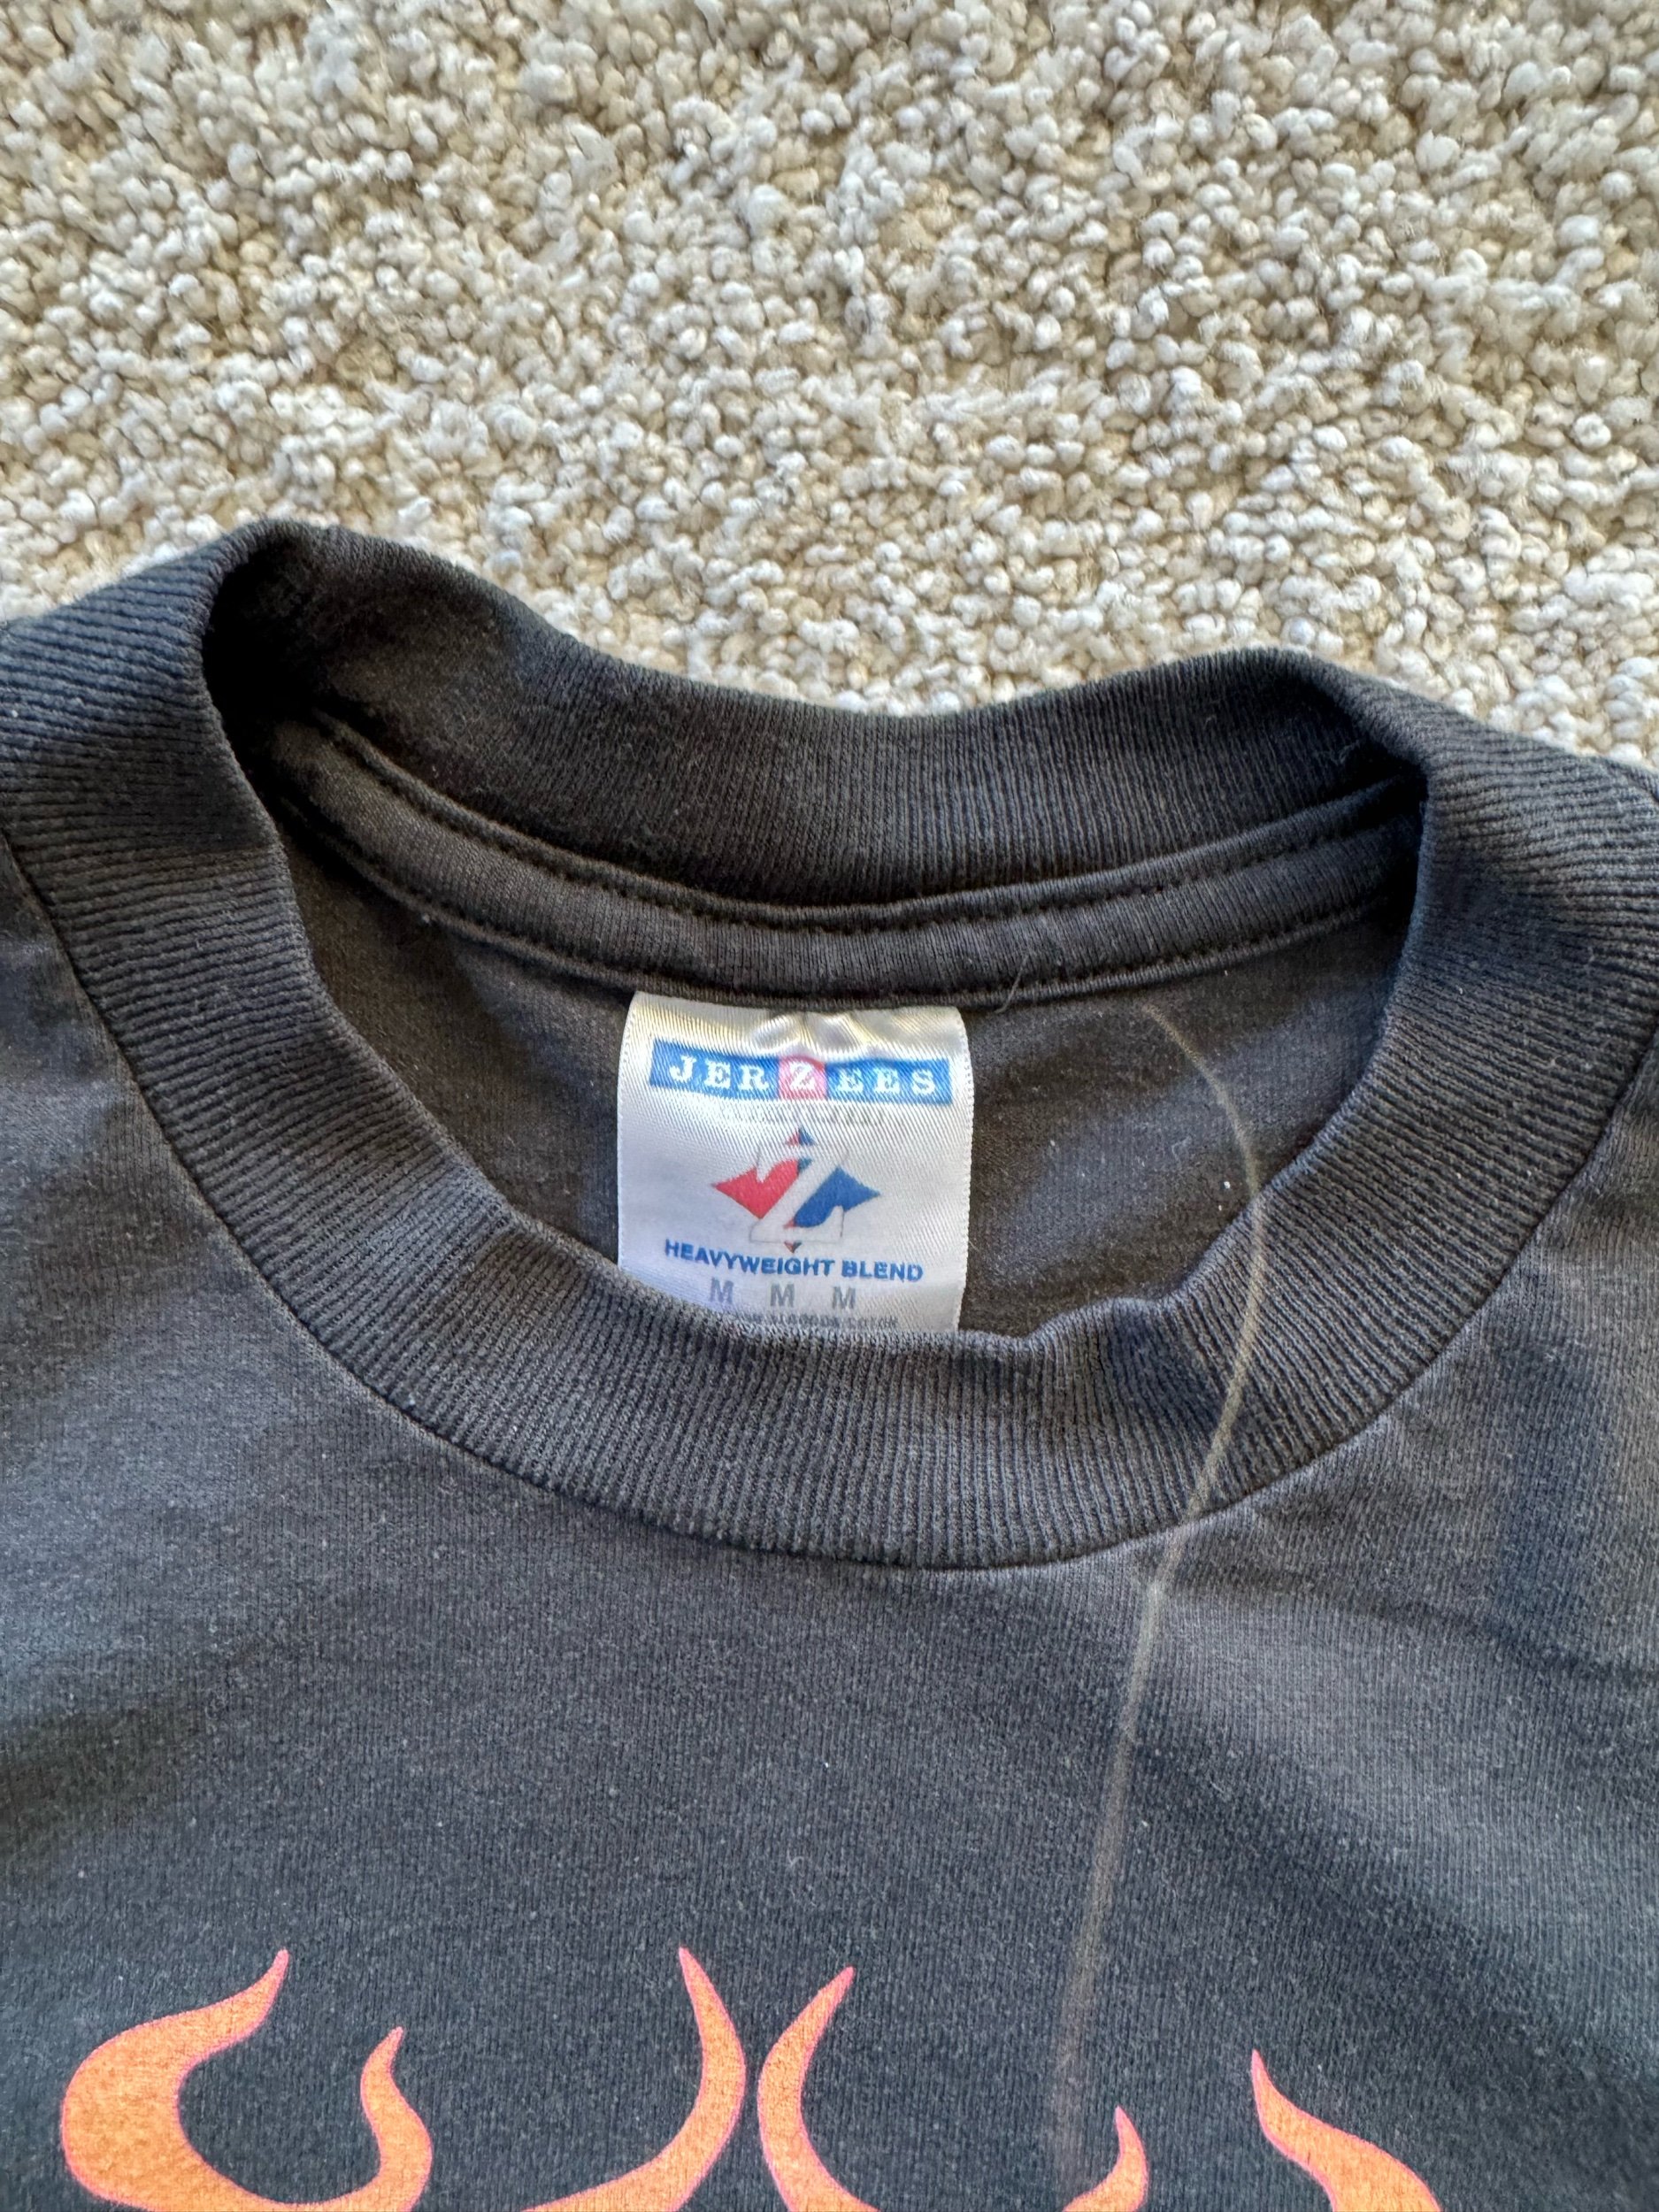 JERZEES
Z
HEAVYWEIGHT BLEND
M M M